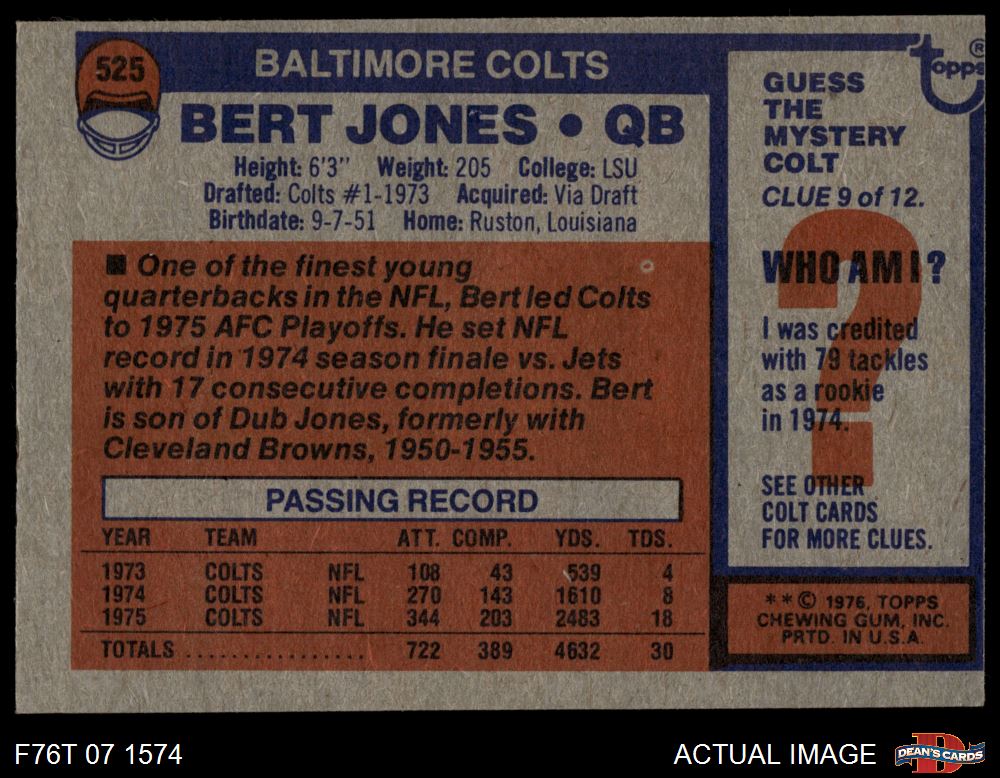 525
BALTIMORE COLTS
BERT JONES • QB
Height: 6'3" Weight: 205 College: LSU
Drafted: Colts #1-1973 Acquired: Via Draft
Birthdate: 9-7-51 Home: Ruston, Louisiana
■ One of the finest young
quarterbacks in the NFL, Bert led Colts
to 1975 AFC Playoffs. He set NFL
record in 1974 season finale vs. Jets
with 17 consecutive completions. Bert
is son of Dub Jones, formerly with
Cleveland Browns, 1950-1955.
PASSING RECORD
YEAR TEAM ATT. COMP. YDS. TDS.
1973 COLTS NFL 108 43 539 4
1974 COLTS NFL 270 143 1610 8
1975 COLTS NFL 344 203 2483 18
TOTALS ................. 722 389 4632 30
topps ®
GUESS
THE
MYSTERY
COLT
CLUE 9 of 12.
?
WHO AM I?
I was credited
with 79 tackles
as a rookie
in 1974.
SEE OTHER
COLT CARDS
FOR MORE CLUES.
* * © 1976, TOPPS
CHEWING GUM, INC.
PRTD. IN U.S.A.
F76T 07 1574
ACTUAL IMAGE
DEAN'S CARDS